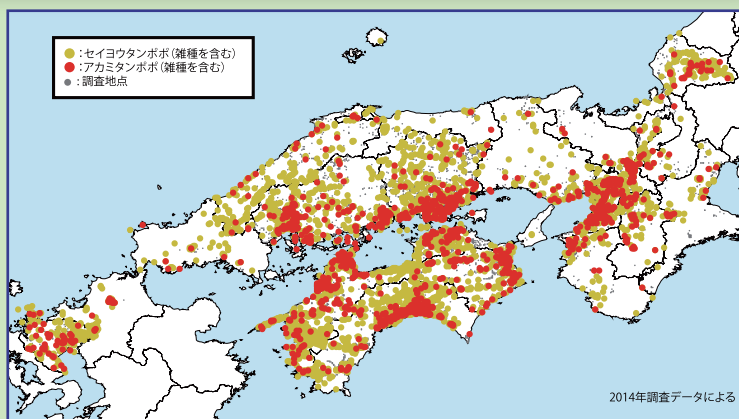 ：セイヨウタンポポ（雑種を含む）
：アカミタンポポ（雑種を含む）
：調査地点
2014年調査データによる